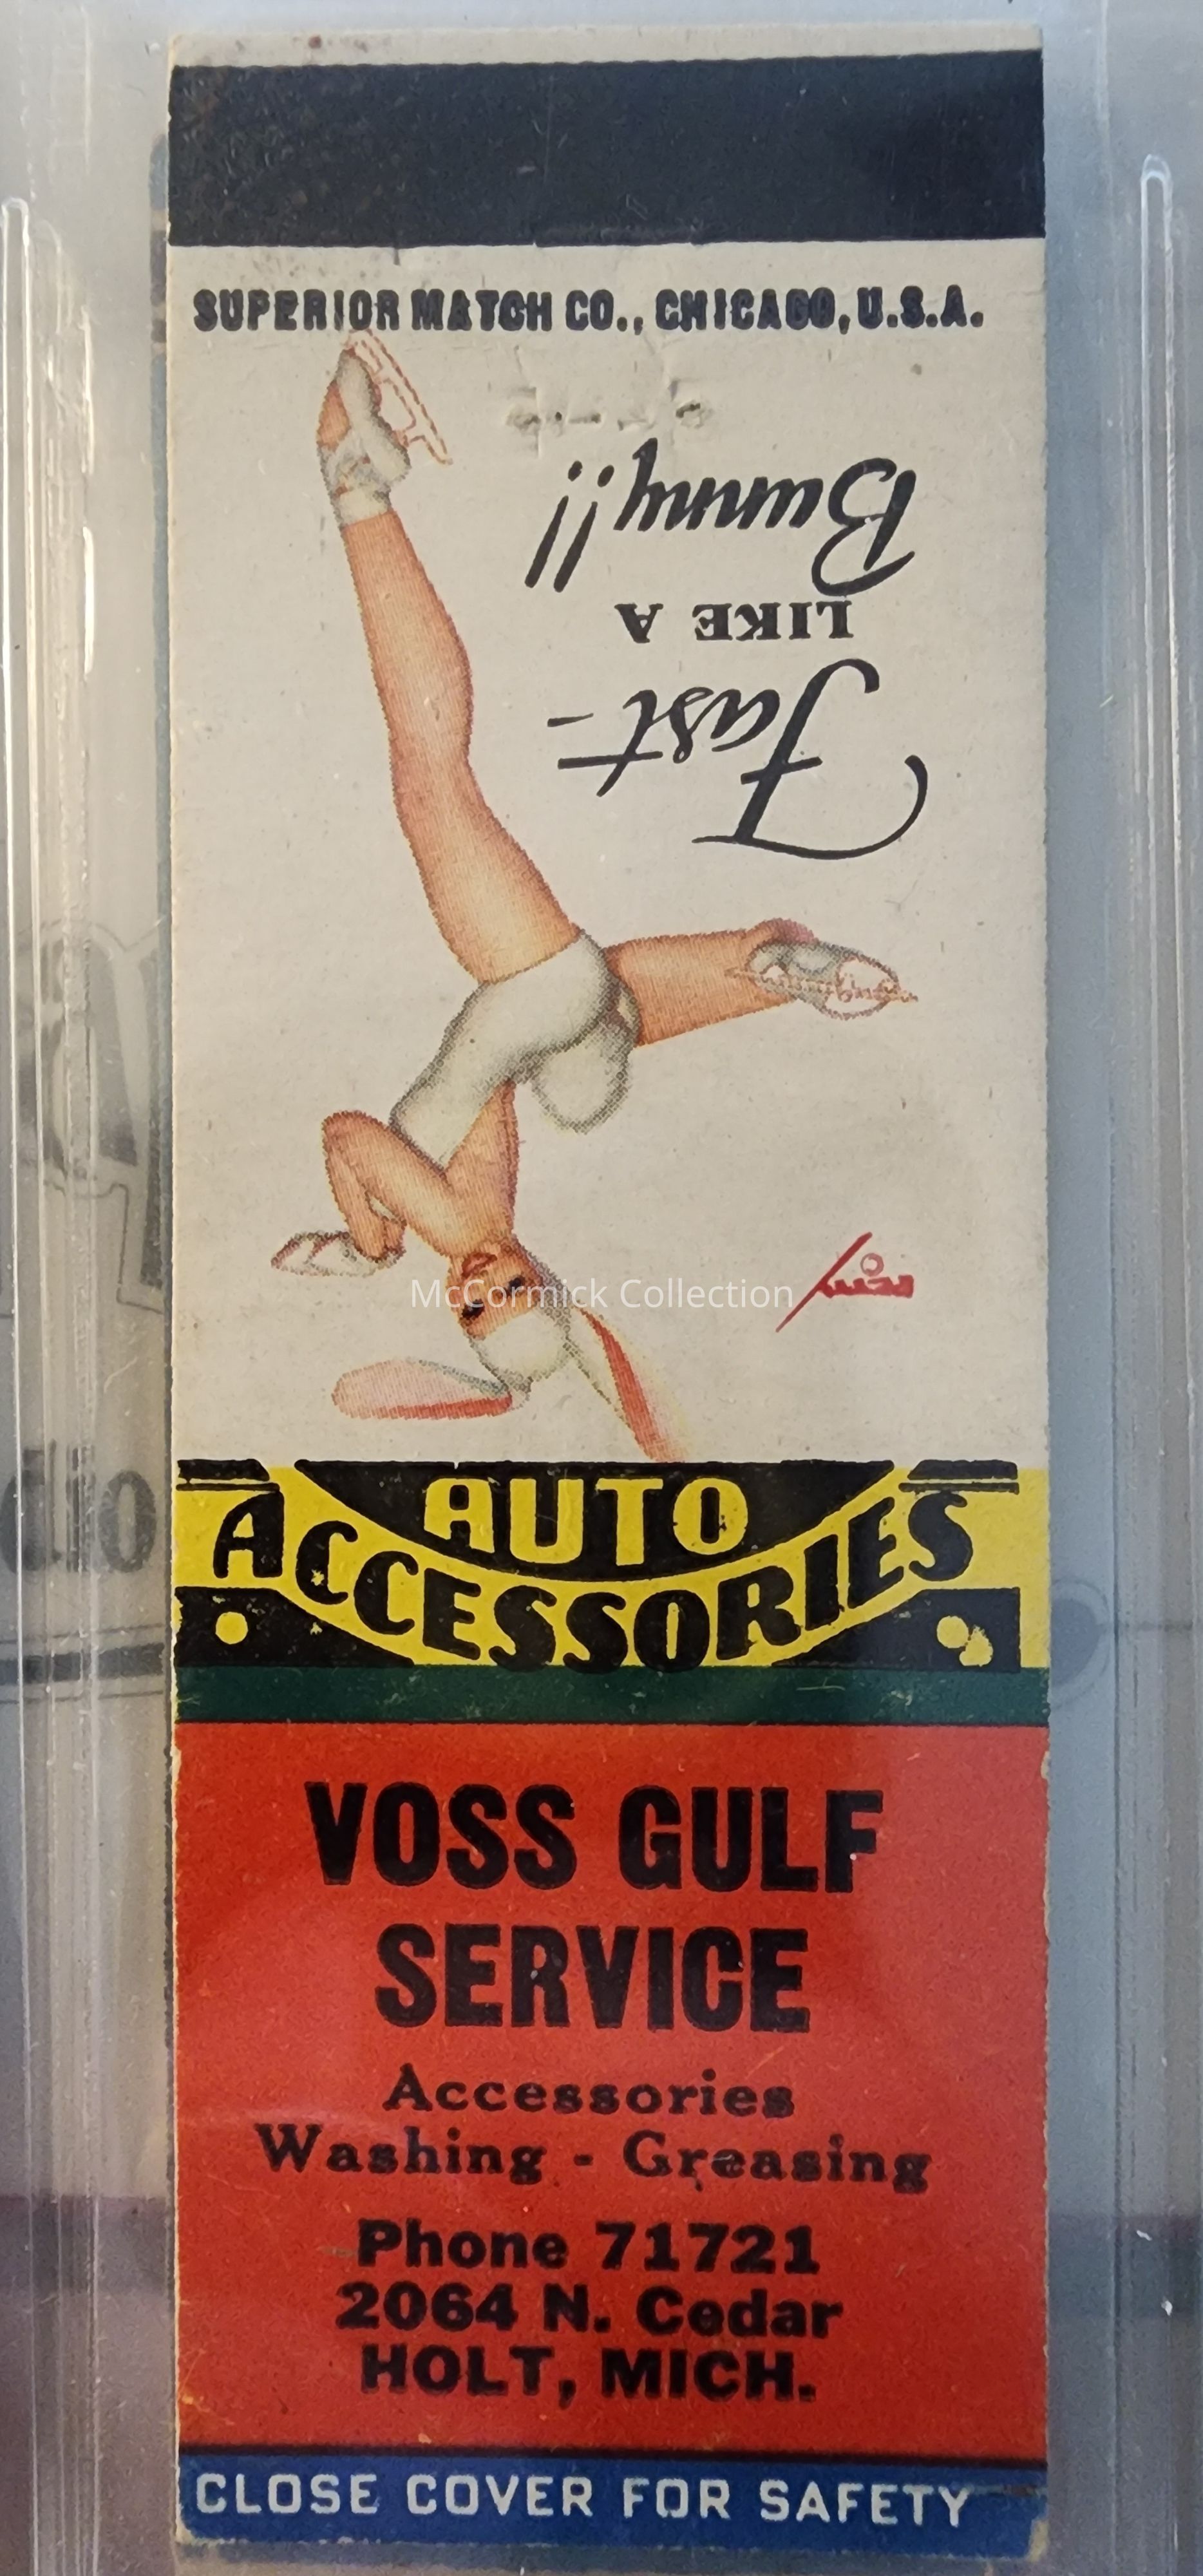 SUPERIOR MATCH CO., CHICAGO, U.S.A.
Fast-
LIKE A
Bunny!!
McCormick Collection
AUTO
ACCESSORIES
VOSS GULF
SERVICE
Accessories
Washing - Greasing
Phone 71721
2064 N. Cedar
HOLT, MICH.
CLOSE COVER FOR SAFETY